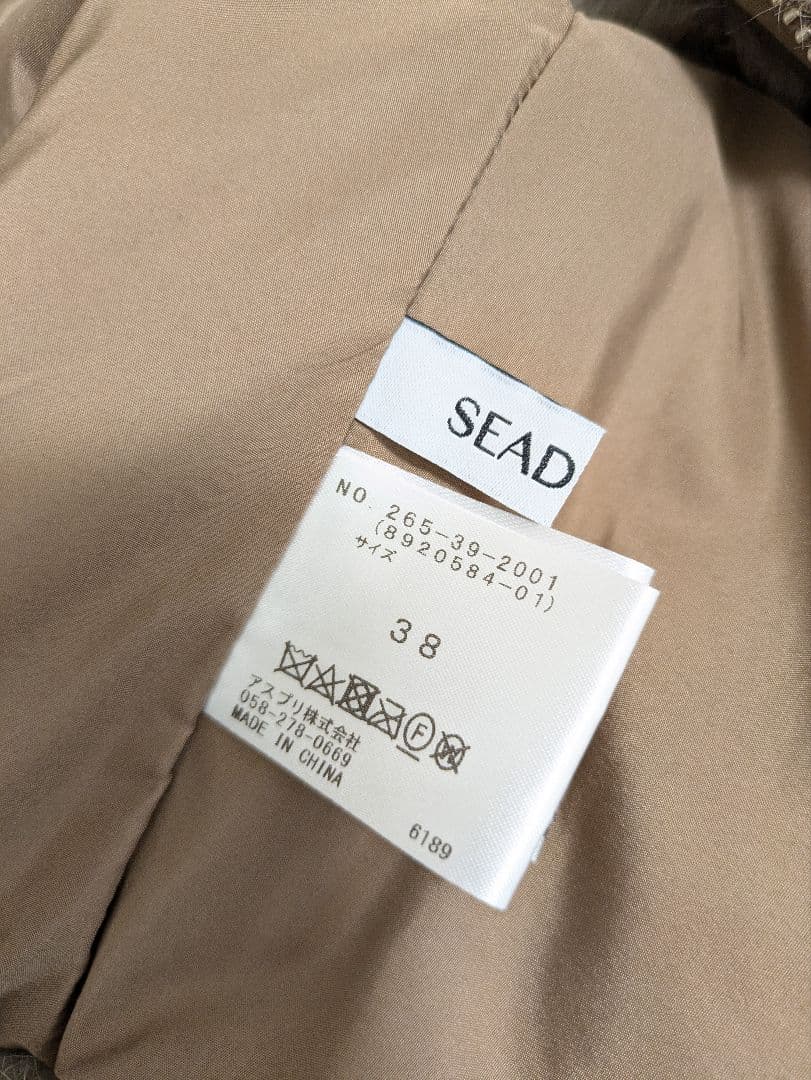 SEAD
NO. 265-39-2001
(8920584-01)
サイズ
38
F
W
アスプリ株式会社
058-278-0669
MADE IN CHINA
6189